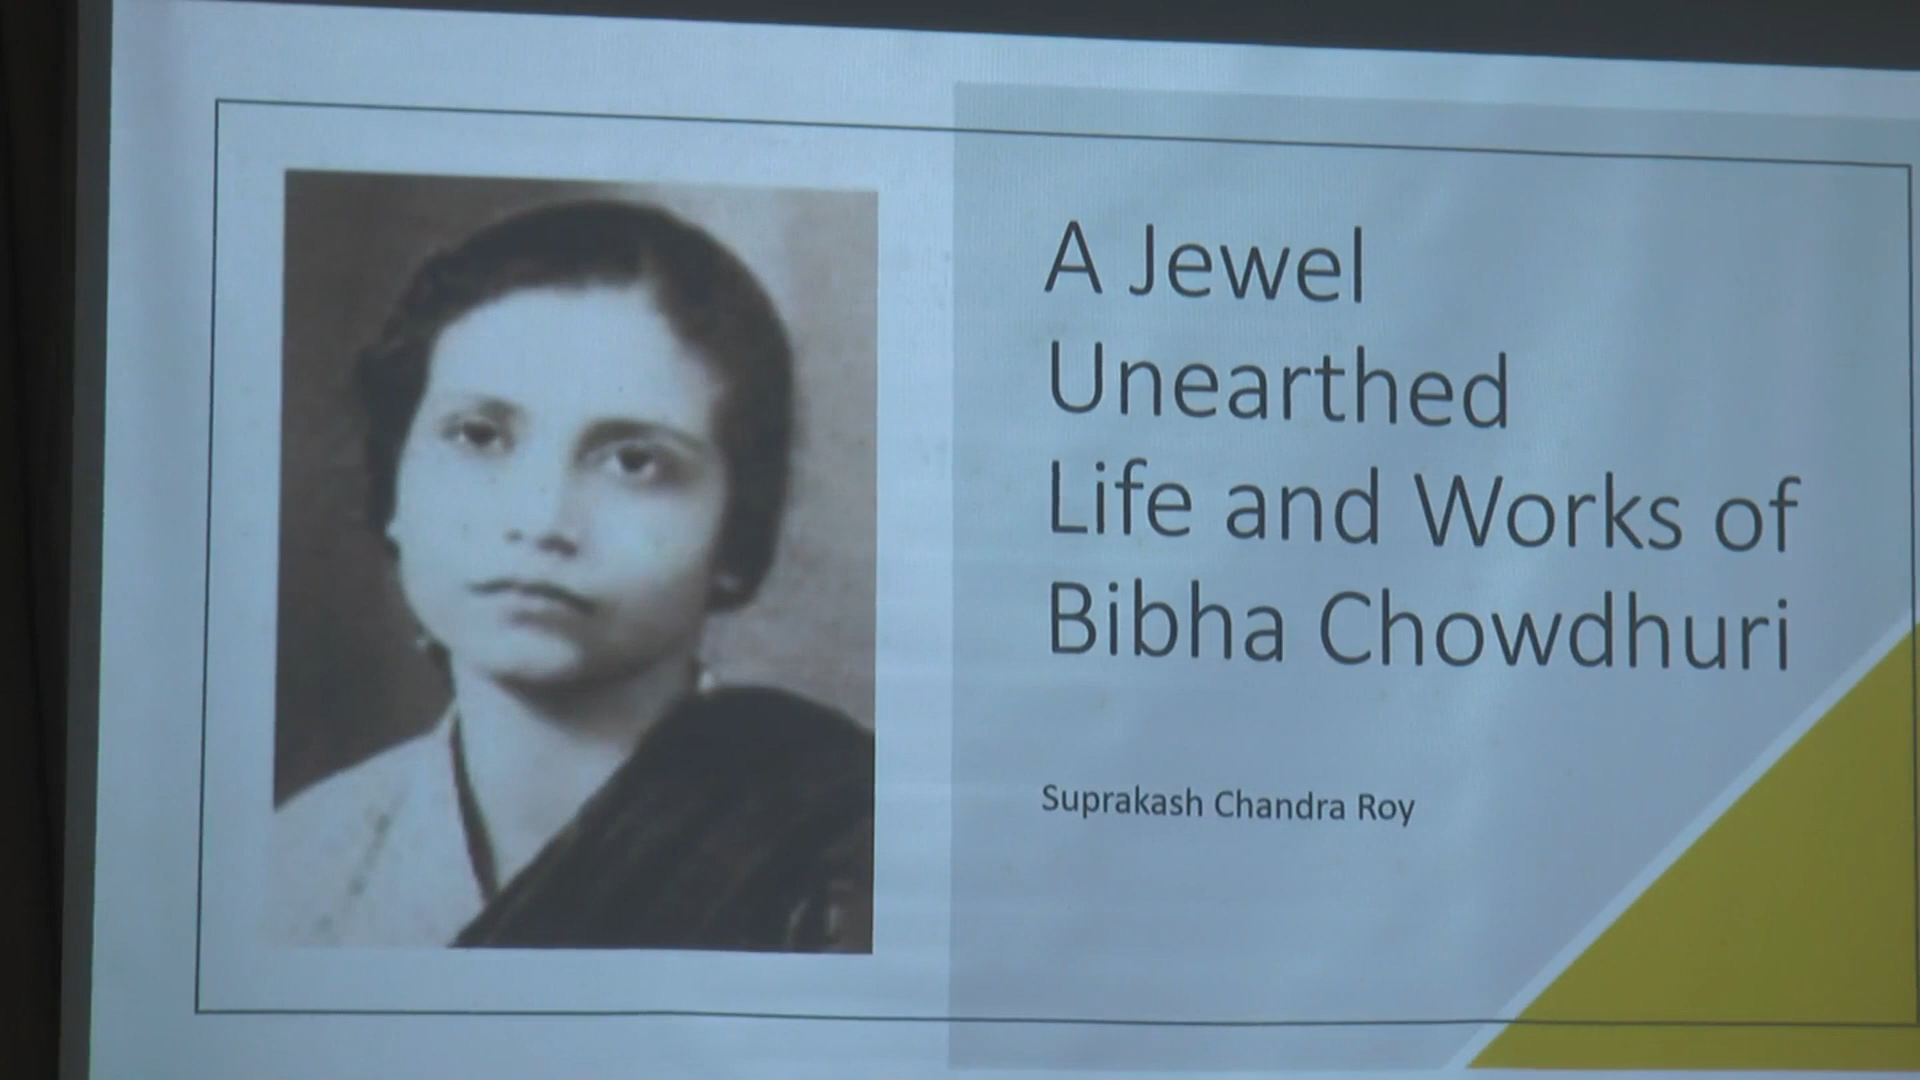 A Jewel
Unearthed
Life and Works of
Bibha Chowdhuri
Suprakash Chandra Roy